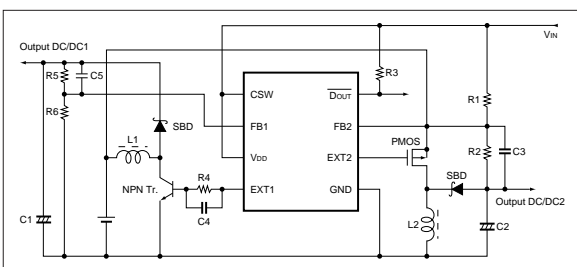 VIN
Output DC/DC1
R5
C5
R3
CSW
DOUT
R1
R6
SBD
FB1
FB2
PMOS
L1
R2
C3
VDD
EXT2
R4
SBD
NPN Tr.
EXT1
GND
Output DC/DC2
C1
C4
L2
C2